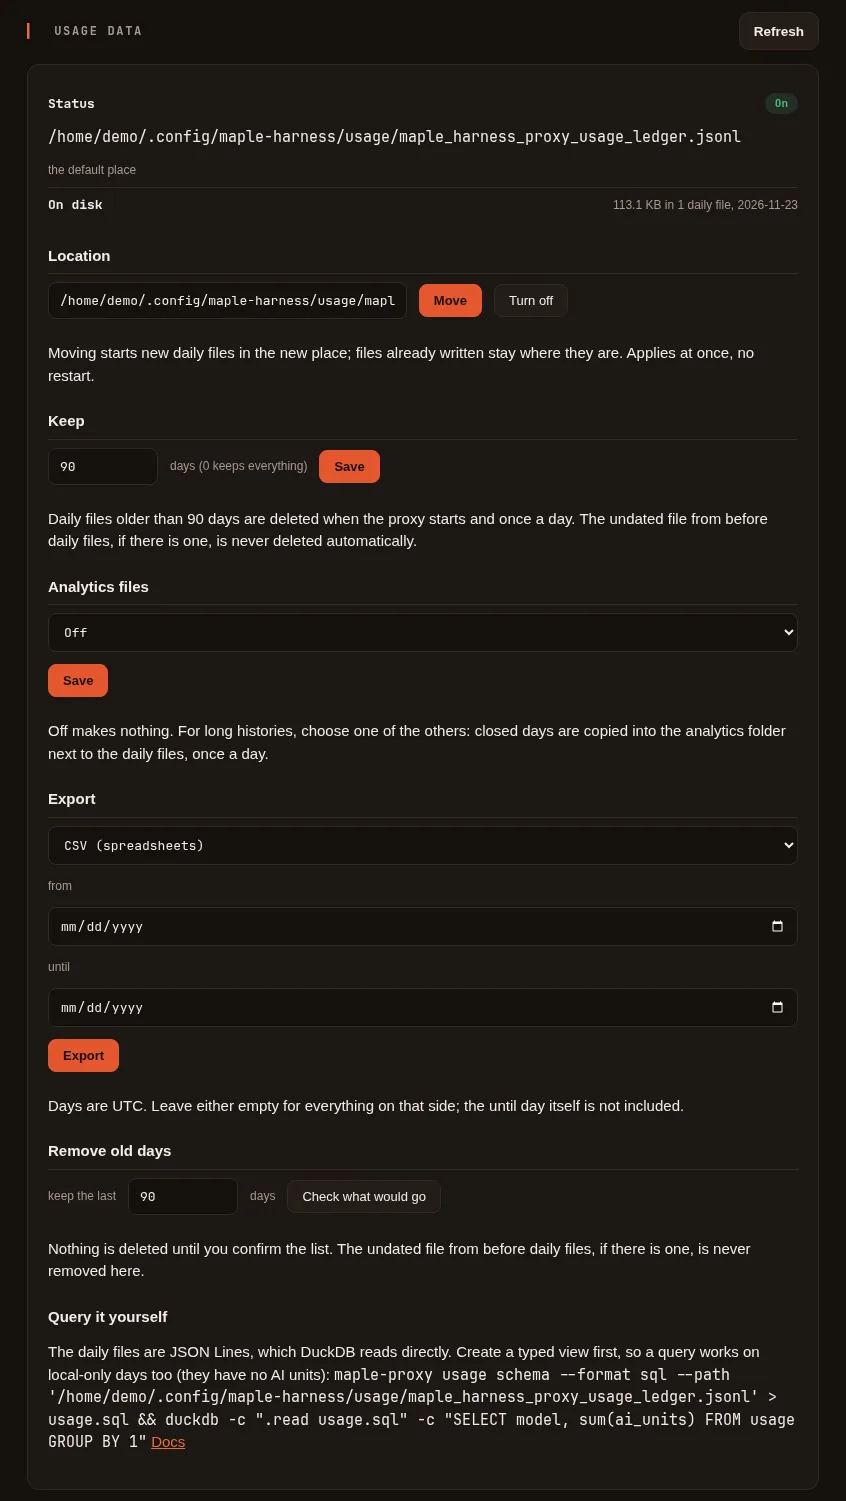 USAGE DATA
Refresh
Status
On
/home/demo/.config/maple-harness/usage/maple_harness_proxy_usage_ledger.jsonl
the default place
On disk
113.1 KB in 1 daily file, 2026-11-23
Location
/home/demo/.config/maple-harness/usage/mapl
Move
Turn off
Moving starts new daily files in the new place; files already written stay where they are. Applies at once, no
restart.
Keep
90
days (0 keeps everything)
Save
Daily files older than 90 days are deleted when the proxy starts and once a day. The undated file from before
daily files, if there is one, is never deleted automatically.
Analytics files
Off
Save
Off makes nothing. For long histories, choose one of the others: closed days are copied into the analytics folder
next to the daily files, once a day.
Export
CSV (spreadsheets)
from
mm/dd/yyyy
until
mm/dd/yyyy
Export
Days are UTC. Leave either empty for everything on that side; the until day itself is not included.
Remove old days
keep the last
90
days
Check what would go
Nothing is deleted until you confirm the list. The undated file from before daily files, if there is one, is never
removed here.
Query it yourself
The daily files are JSON Lines, which DuckDB reads directly. Create a typed view first, so a query works on
local-only days too (they have no AI units): maple-proxy usage schema --format sql --path
'/home/demo/.config/maple-harness/usage/maple_harness_proxy_usage_ledger.jsonl' >
usage.sql && duckdb -c ".read usage.sql" -c "SELECT model, sum(ai_units) FROM usage
GROUP BY 1" Docs